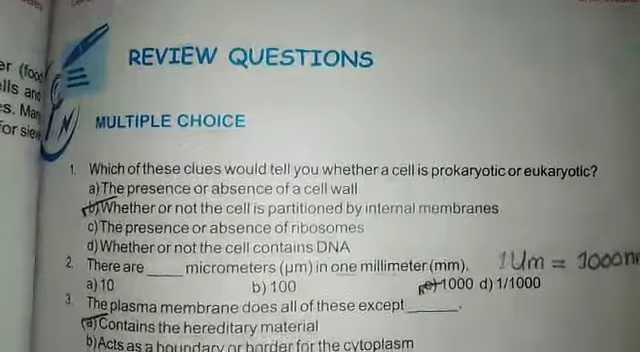 er (food
ells and
es. Man
For
REVIEW QUESTIONS
MULTIPLE CHOICE
1. Which of these clues would tell you whether a cell is prokaryotic or eukaryotic?
a) The presence or absence of a cell wall
b) Whether or not the cell is partitioned by internal membranes
c) The presence or absence of ribosomes
d) Whether or not the cell contains DNA
2. There are ____ micrometers (µm) in one millimeter (mm). 1Um = 1000n
a) 10 b) 100 c) 1000 d) 1/1000
3. The plasma membrane does all of these except ______.
a) Contains the hereditary material
b) Acts as a boundary or border for the cytoplasm